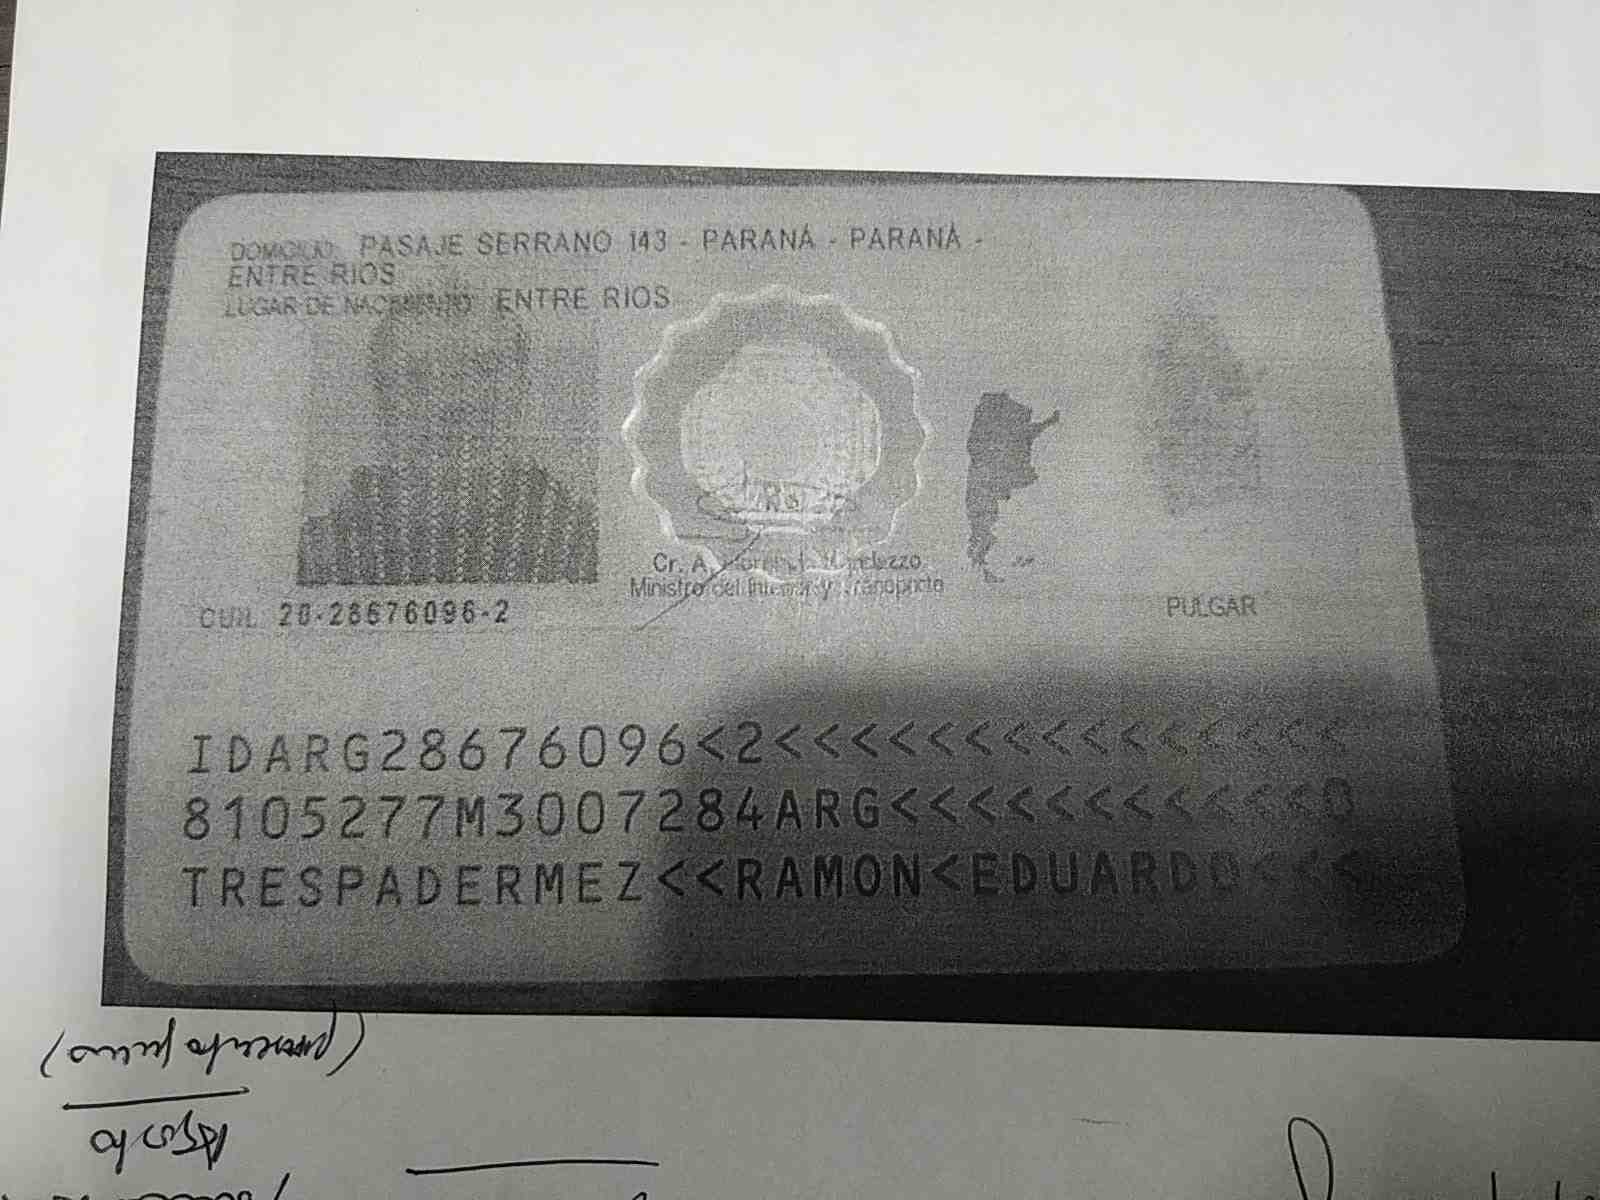 DOMICILIO: PASAJE SERRANO 143 - PARANÁ - PARANÁ -
ENTRE RIOS
LUGAR DE NACIMIENTO: ENTRE RIOS
Cr. A.
Ministro del Interior y Transporte
CUIL 20-28676096-2
PULGAR
IDARG28676096<2<<<<<<<<<<<<<<<
8105277M3007284ARG<<<<<<<<<<<0
TRESPADERMEZ<<RAMON<EDUARDO<<<
Agosto